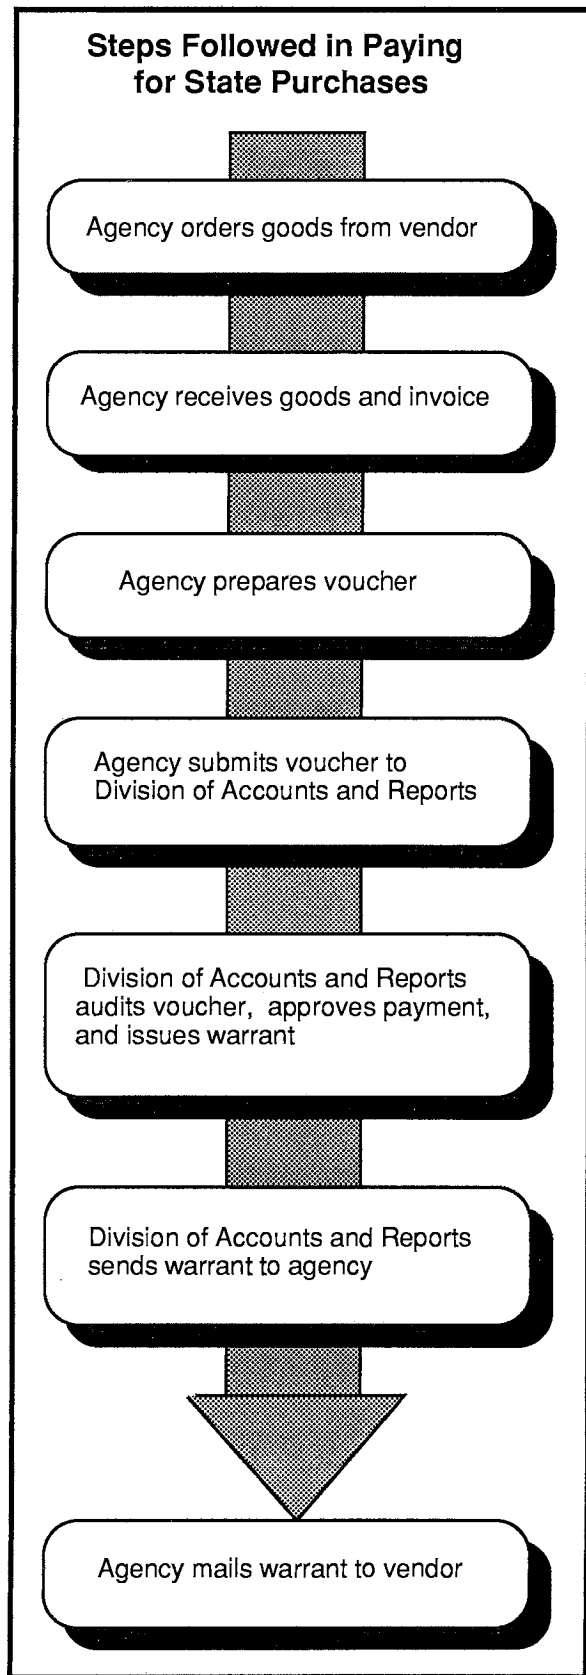 Steps Followed in Paying
for State Purchases
Agency orders goods from vendor
Agency receives goods and invoice
Agency prepares voucher
Agency submits voucher to
Division of Accounts and Reports
Division of Accounts and Reports
audits voucher, approves payment,
and issues warrant
Division of Accounts and Reports
sends warrant to agency
Agency mails warrant to vendor